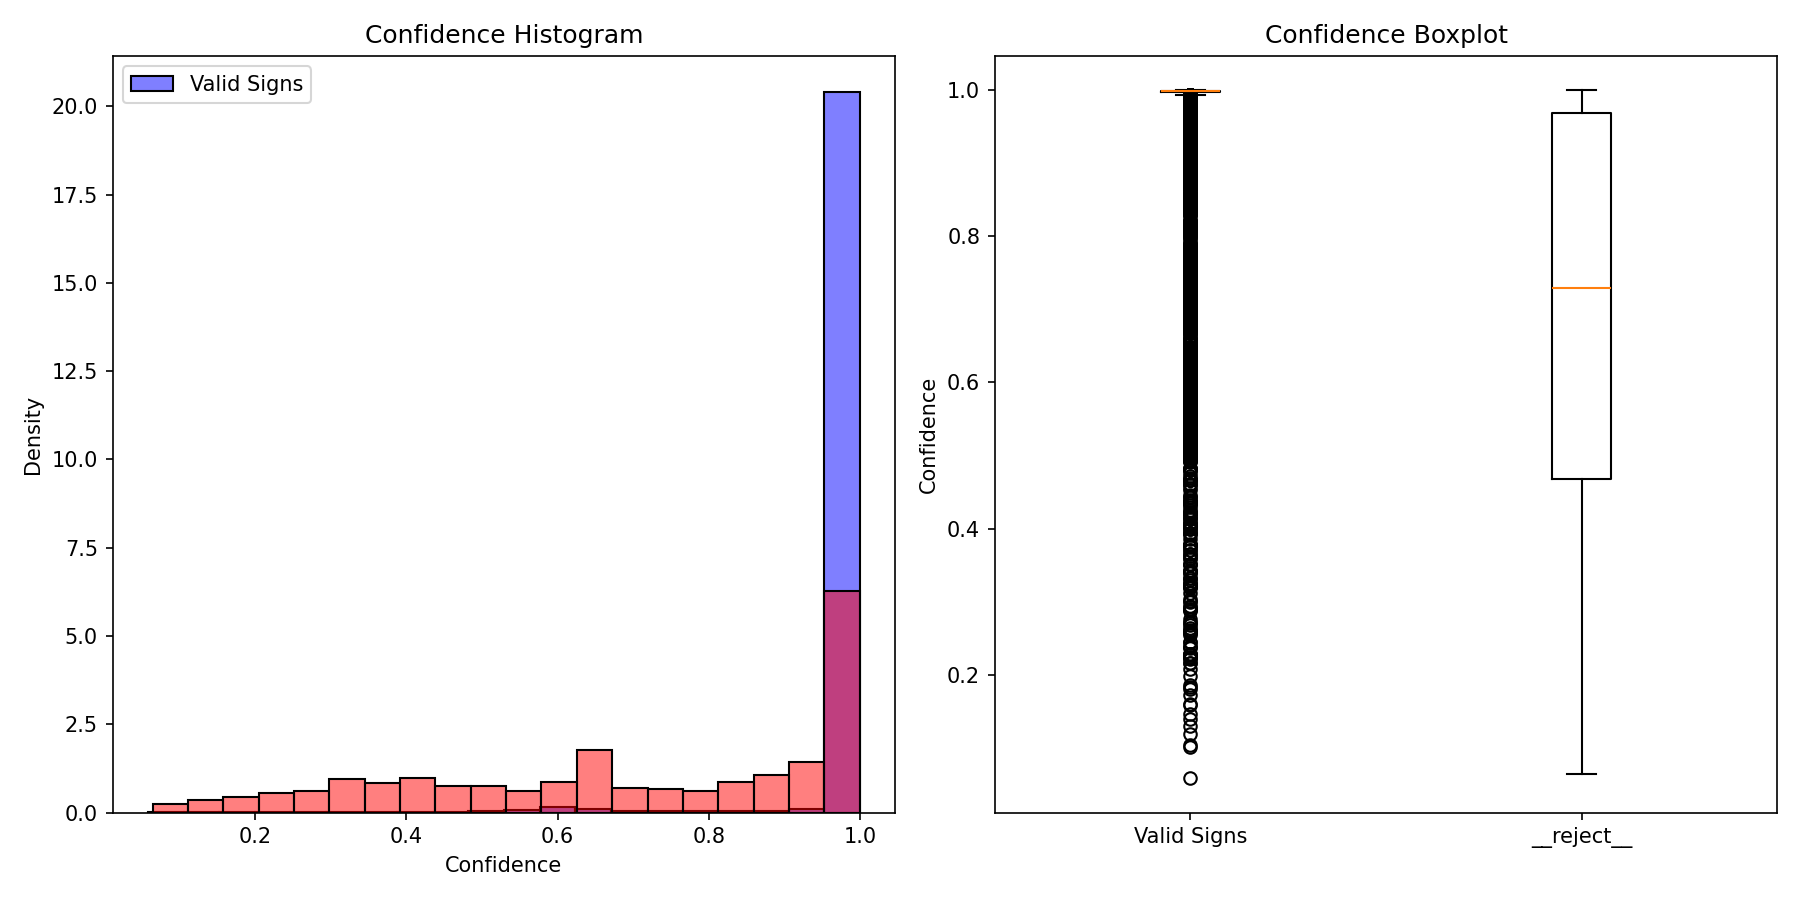 Confidence Histogram
Valid Signs
20.0
17.5
15.0
12.5
10.0
7.5
5.0
2.5
0.0
Density
0.2 0.4 0.6 0.8 1.0
Confidence
Confidence Boxplot
1.0
0.8
0.6
0.4
0.2
Confidence
Valid Signs __reject__